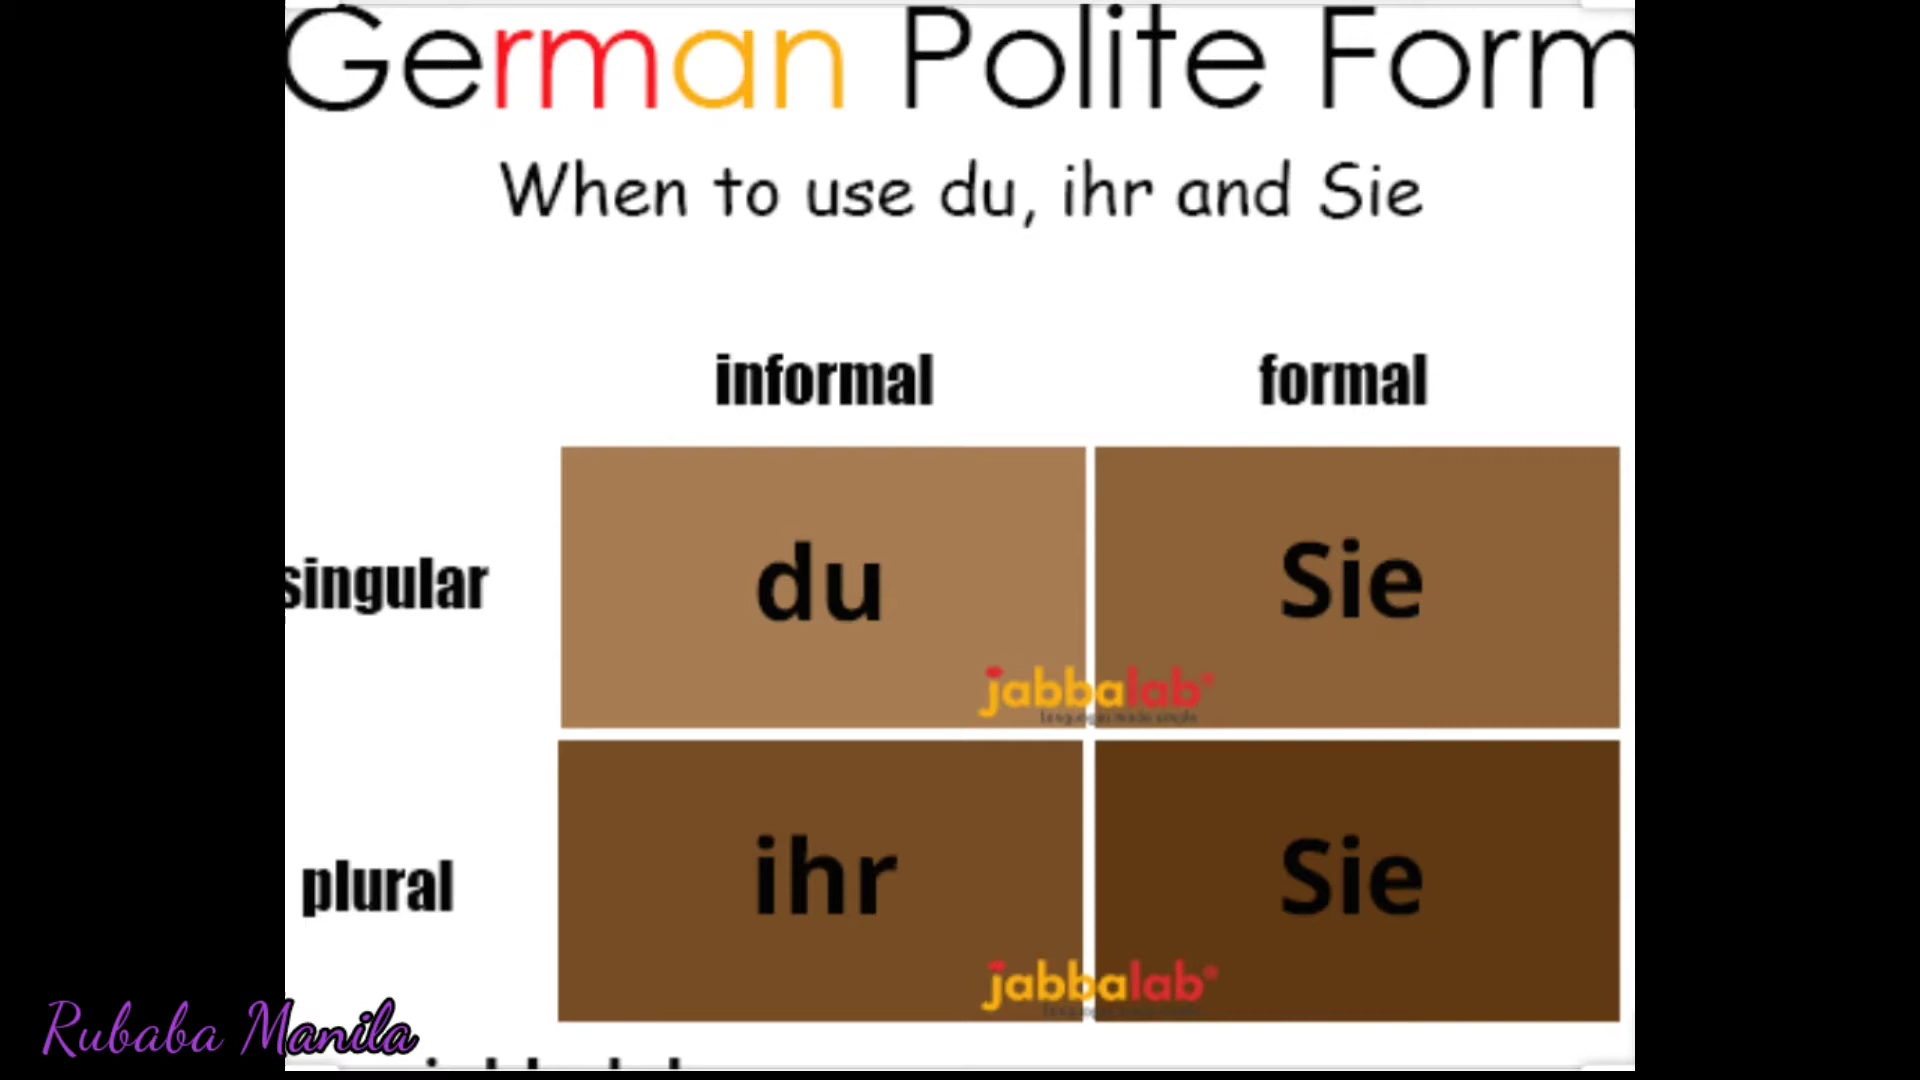 German Polite Form
When to use du, ihr and Sie
informal formal
singular du Sie
jabbalab
plural ihr Sie
jabbalab
Rubaba Manila